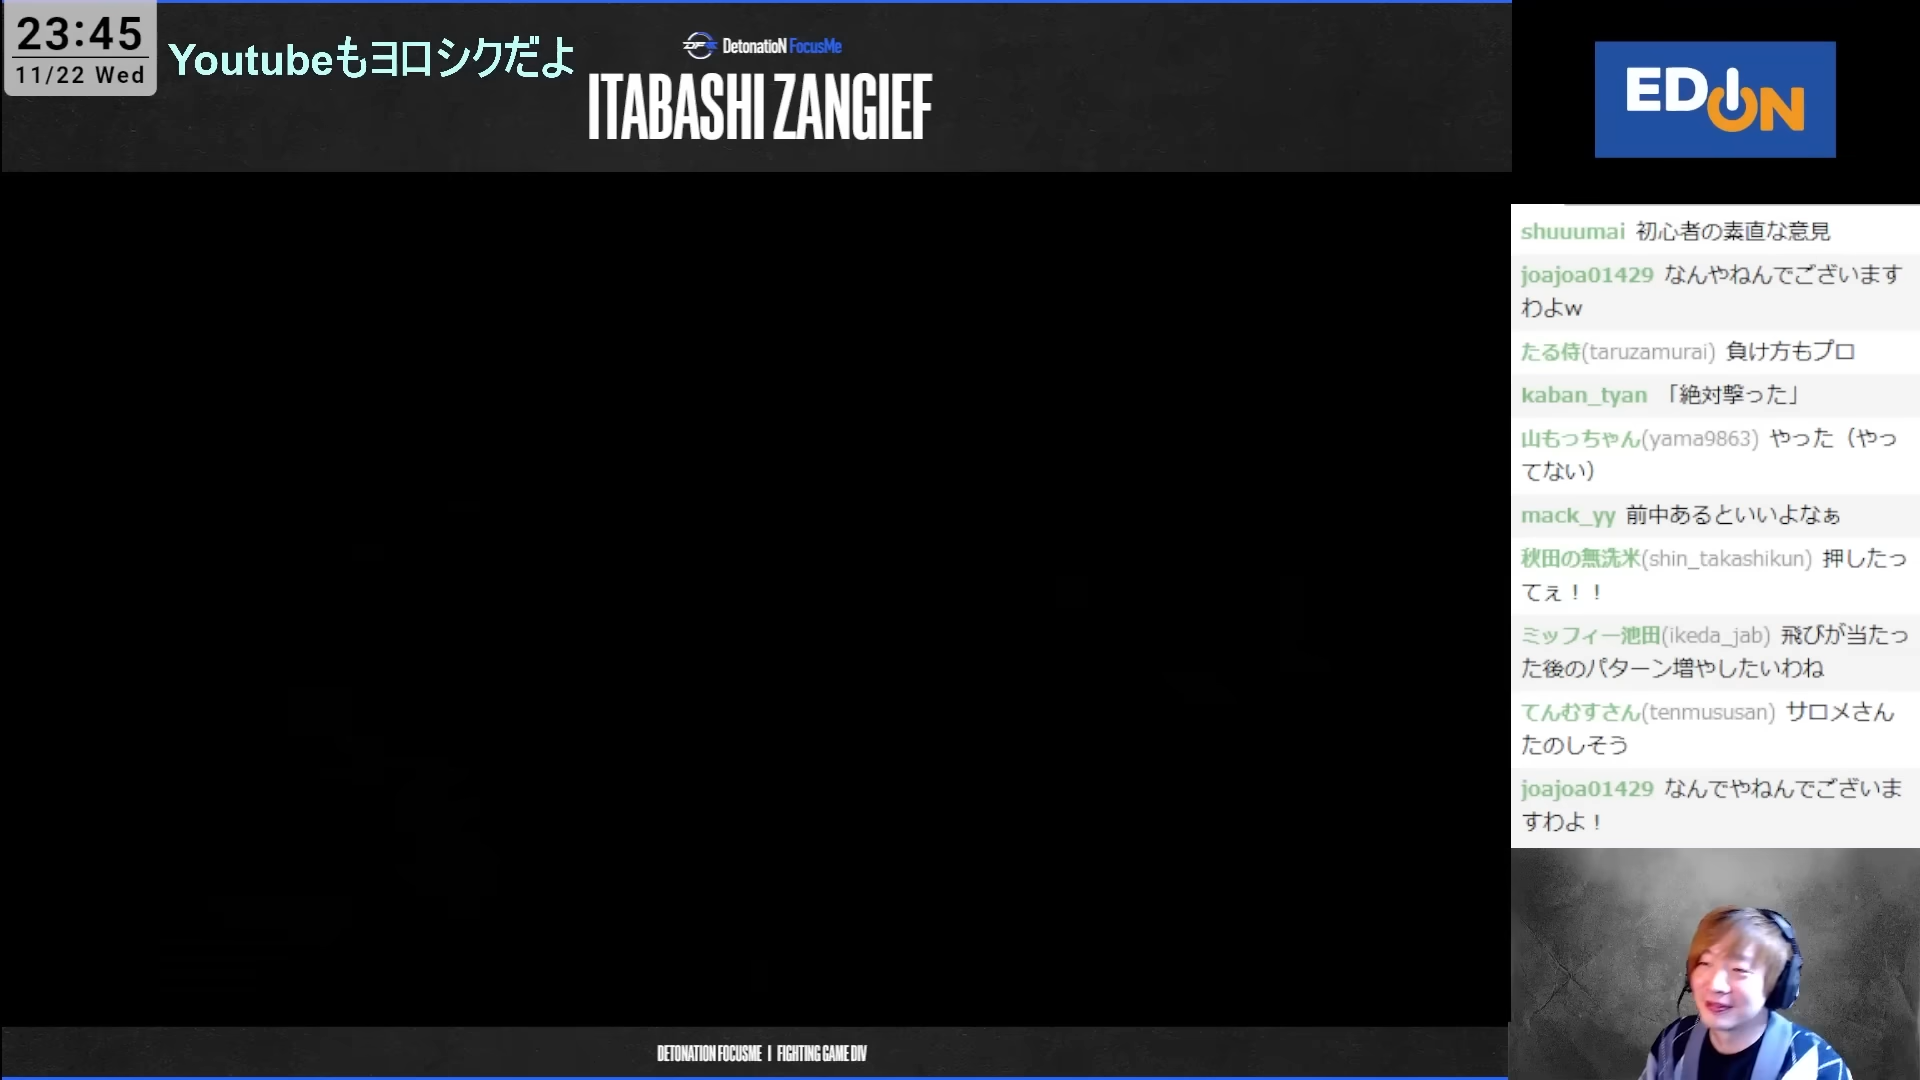 23:45
11/22 Wed
Youtubeもヨロシクだよ
DetonatioN FocusMe
ITABASHI ZANGIEF
EDION
shuuumai 初心者の素直な意見
joajoa01429 なんやねんでございます
わよw
たる侍(taruzamurai) 負け方もプロ
kaban_tyan 「絶対撃った」
山もっちゃん(yama9863) やった（やっ
てない）
mack_yy 前中あるといいよなぁ
秋田の無洗米(shin_takashikun) 押したっ
てぇ！！
ミッフィー池田(ikeda_jab) 飛びが当たっ
た後のパターン増やしたいわね
てんむすさん(tenmususan) サロメさん
たのしそう
joajoa01429 なんでやねんでございま
すわよ！
DETONATION FOCUSME | FIGHTING GAME DIV